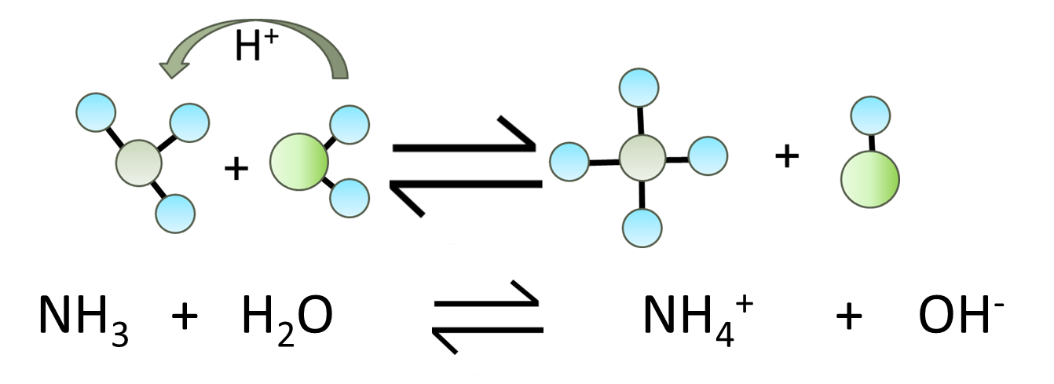 H⁺
+ ⇌ +
NH₃ + H₂O ⇌ NH₄⁺ + OH⁻